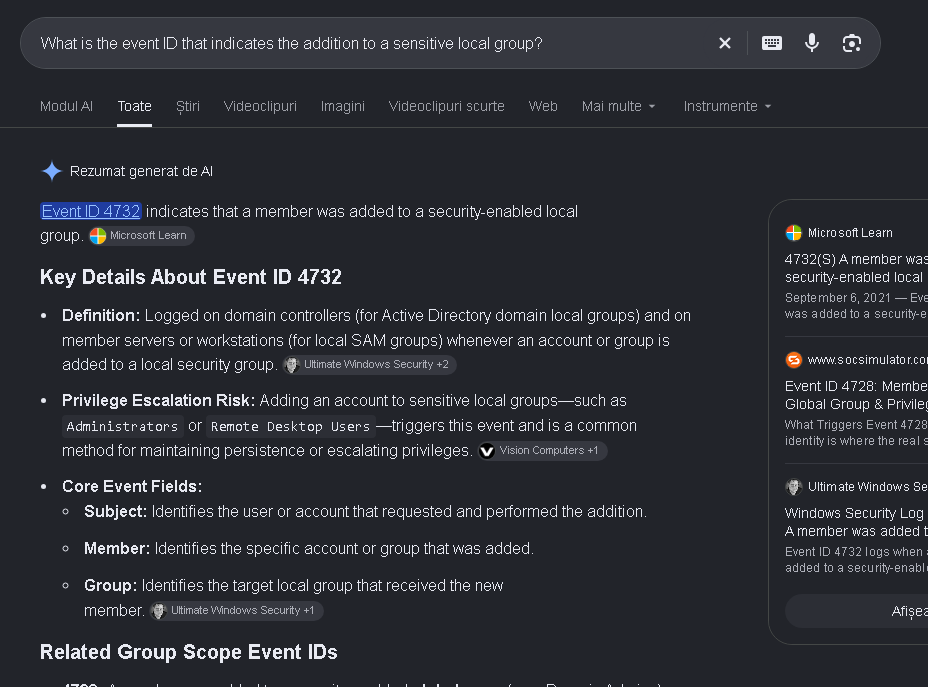 What is the event ID that indicates the addition to a sensitive local group?
Modul AI Toate Știri Videoclipuri Imagini Videoclipuri scurte Web Mai multe Instrumente
Rezumat generat de AI
Event ID 4732 indicates that a member was added to a security-enabled local
group. Microsoft Learn
Key Details About Event ID 4732
• Definition: Logged on domain controllers (for Active Directory domain local groups) and on
member servers or workstations (for local SAM groups) whenever an account or group is
added to a local security group. Ultimate Windows Security +2
• Privilege Escalation Risk: Adding an account to sensitive local groups—such as
Administrators or Remote Desktop Users —triggers this event and is a common
method for maintaining persistence or escalating privileges. Vision Computers +1
• Core Event Fields:
○ Subject: Identifies the user or account that requested and performed the addition.
○ Member: Identifies the specific account or group that was added.
○ Group: Identifies the target local group that received the new
member. Ultimate Windows Security +1
Related Group Scope Event IDs
Microsoft Learn
4732(S) A member was
security-enabled local
September 6, 2021 — Eve
was added to a security-e
www.socsimulator.co
Event ID 4728: Membe
Global Group & Privileg
What Triggers Event 4728
identity is where the real s
Ultimate Windows Se
Windows Security Log
A member was added t
Event ID 4732 logs when a
added to a security-enable
Afișea